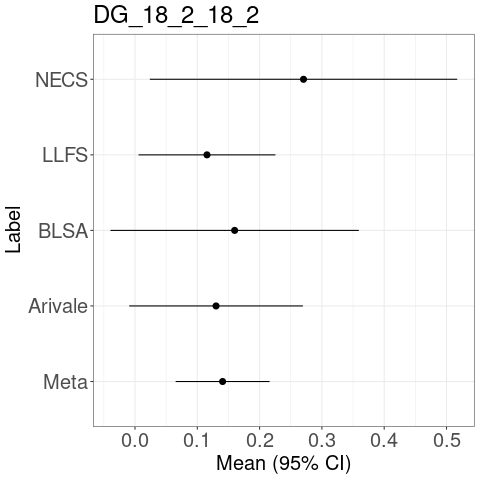 DG_18_2_18_2
NECS
LLFS
BLSA
Arivale
Meta
Label
0.0 0.1 0.2 0.3 0.4 0.5
Mean (95% CI)